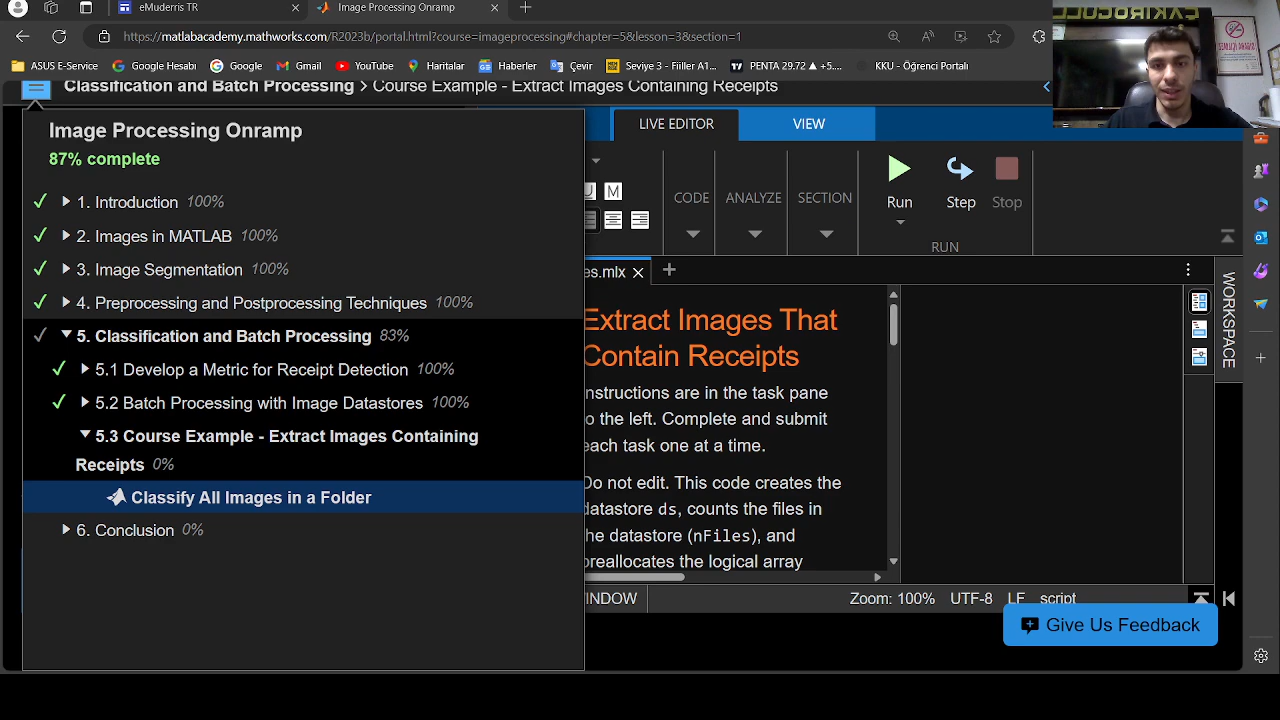 eMuderris TR
Image Processing Onramp
https://matlabacademy.mathworks.com/R2023b/portal.html?course=imageprocessing#chapter=5&lesson=3&section=1
ASUS E-Service
Google Hesabı
Google
Gmail
YouTube
Haritalar
Haberler
Çevir
Seviye 3 - Fiiller A1...
PENTA 29.72 ▲ +5....
KKU - Öğrenci Portalı
Classification and Batch Processing > Course Example - Extract Images Containing Receipts
Image Processing Onramp
87% complete
1. Introduction 100%
2. Images in MATLAB 100%
3. Image Segmentation 100%
4. Preprocessing and Postprocessing Techniques 100%
5. Classification and Batch Processing 83%
5.1 Develop a Metric for Receipt Detection 100%
5.2 Batch Processing with Image Datastores 100%
5.3 Course Example - Extract Images Containing
Receipts 0%
Classify All Images in a Folder
6. Conclusion 0%
LIVE EDITOR
VIEW
U M
CODE
ANALYZE
SECTION
Run
Step
Stop
RUN
es.mlx
Extract Images That
Contain Receipts
nstructions are in the task pane
o the left. Complete and submit
each task one at a time.
Do not edit. This code creates the
datastore ds, counts the files in
he datastore (nFiles), and
preallocates the logical array
WORKSPACE
INDOW
Zoom: 100%
UTF-8
LF
script
Give Us Feedback